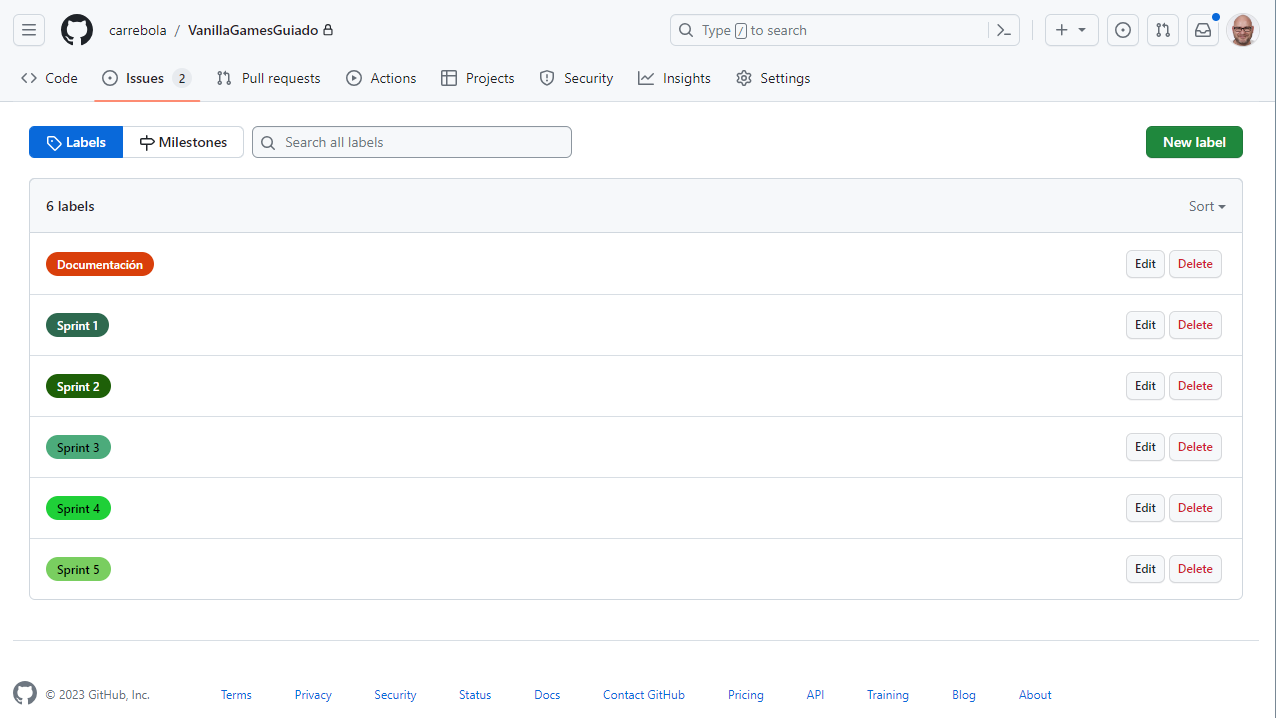 carrebola / VanillaGamesGuiado Type / to search
Code Issues 2 Pull requests Actions Projects Security Insights Settings
Labels Milestones Search all labels New label
6 labels Sort
Documentación Edit Delete
Sprint 1 Edit Delete
Sprint 2 Edit Delete
Sprint 3 Edit Delete
Sprint 4 Edit Delete
Sprint 5 Edit Delete
© 2023 GitHub, Inc. Terms Privacy Security Status Docs Contact GitHub Pricing API Training Blog About